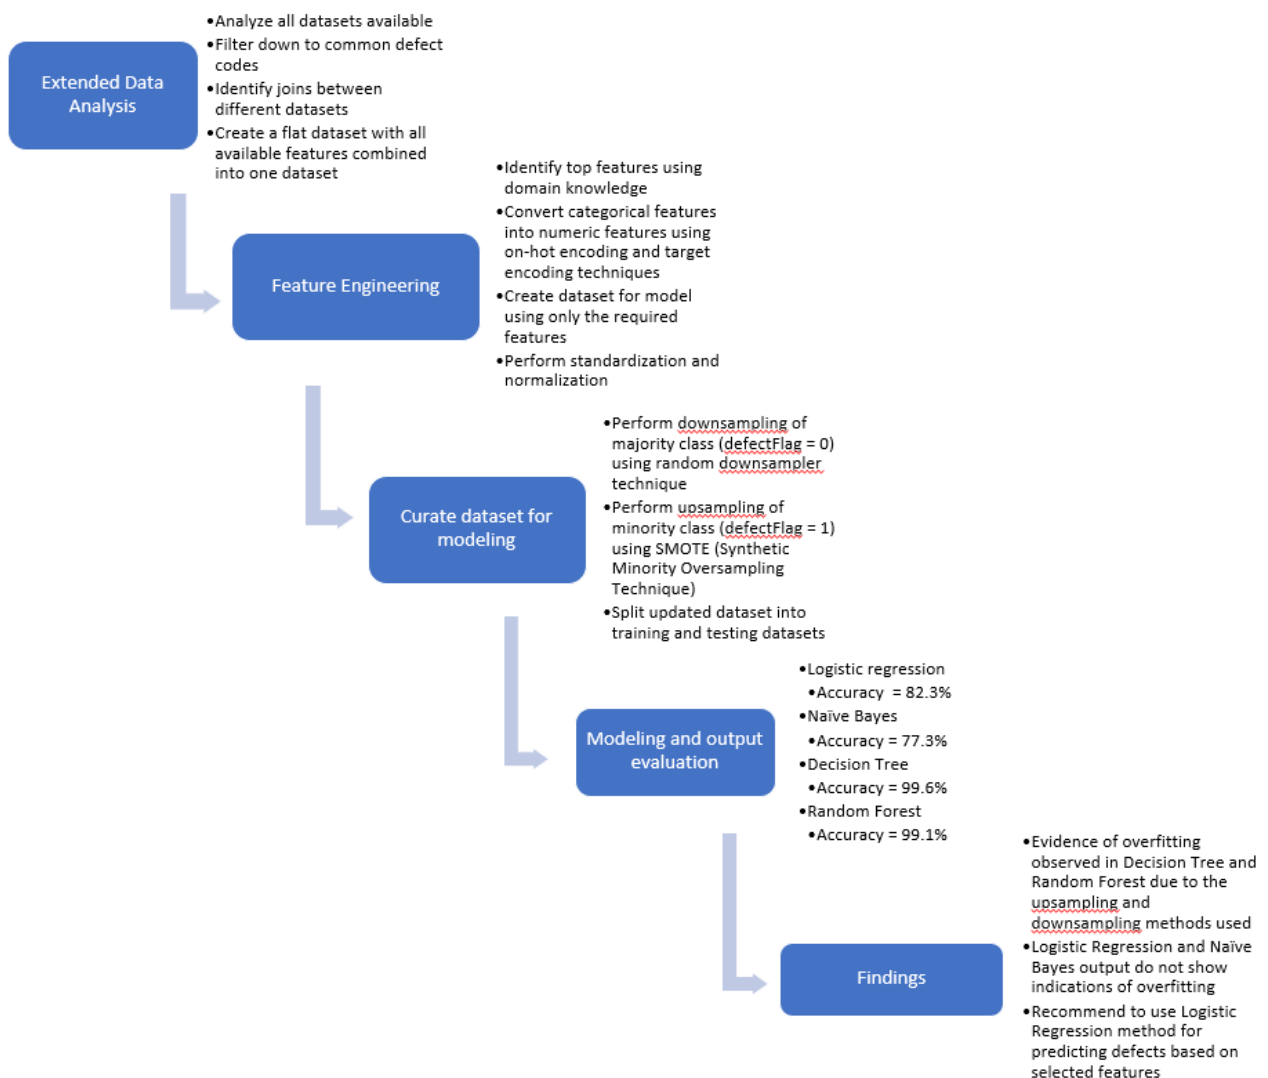 Extended Data
Analysis
•Analyze all datasets available
•Filter down to common defect
codes
•Identify joins between
different datasets
•Create a flat dataset with all
available features combined
into one dataset
Feature Engineering
•Identify top features using
domain knowledge
•Convert categorical features
into numeric features using
on-hot encoding and target
encoding techniques
•Create dataset for model
using only the required
features
•Perform standardization and
normalization
Curate dataset for
modeling
•Perform downsampling of
majority class (defectFlag = 0)
using random downsampler
technique
•Perform upsampling of
minority class (defectFlag = 1)
using SMOTE (Synthetic
Minority Oversampling
Technique)
•Split updated dataset into
training and testing datasets
Modeling and output
evaluation
•Logistic regression
•Accuracy = 82.3%
•Naïve Bayes
•Accuracy = 77.3%
•Decision Tree
•Accuracy = 99.6%
•Random Forest
•Accuracy = 99.1%
Findings
•Evidence of overfitting
observed in Decision Tree and
Random Forest due to the
upsampling and
downsampling methods used
•Logistic Regression and Naïve
Bayes output do not show
indications of overfitting
•Recommend to use Logistic
Regression method for
predicting defects based on
selected features